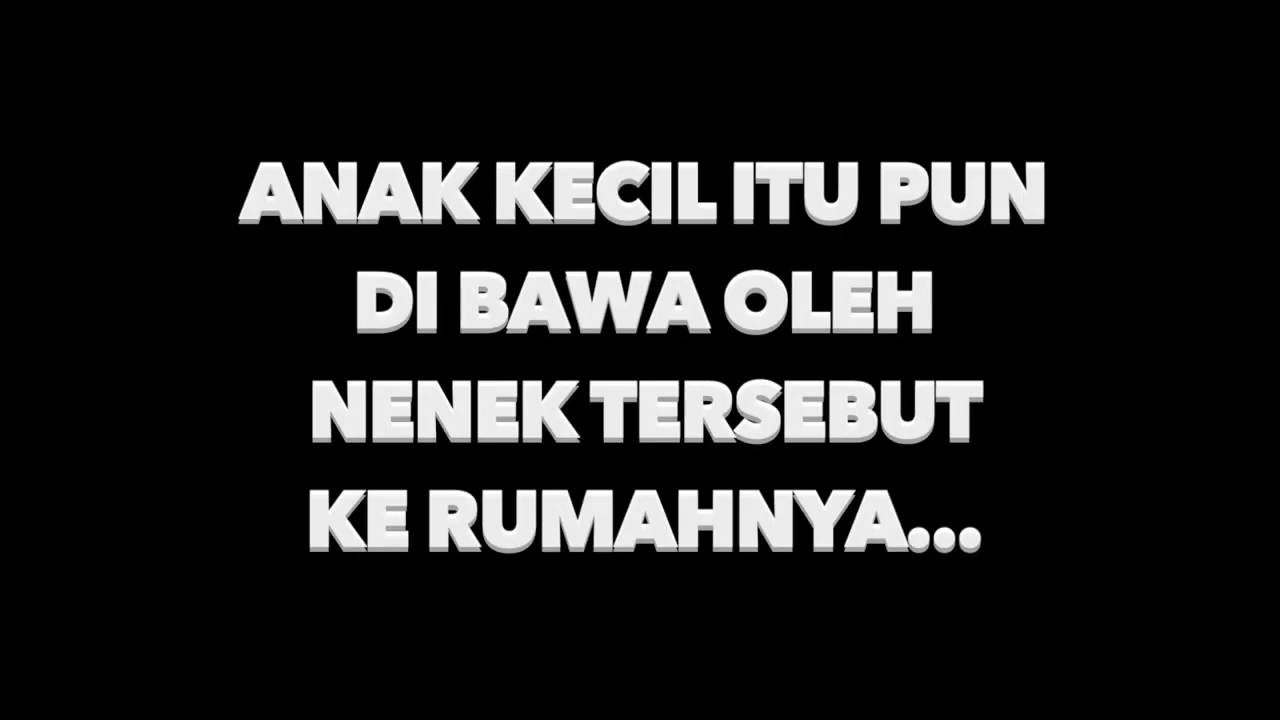 ANAK KECIL ITU PUN
DI BAWA OLEH
NENEK TERSEBUT
KE RUMAHNYA...